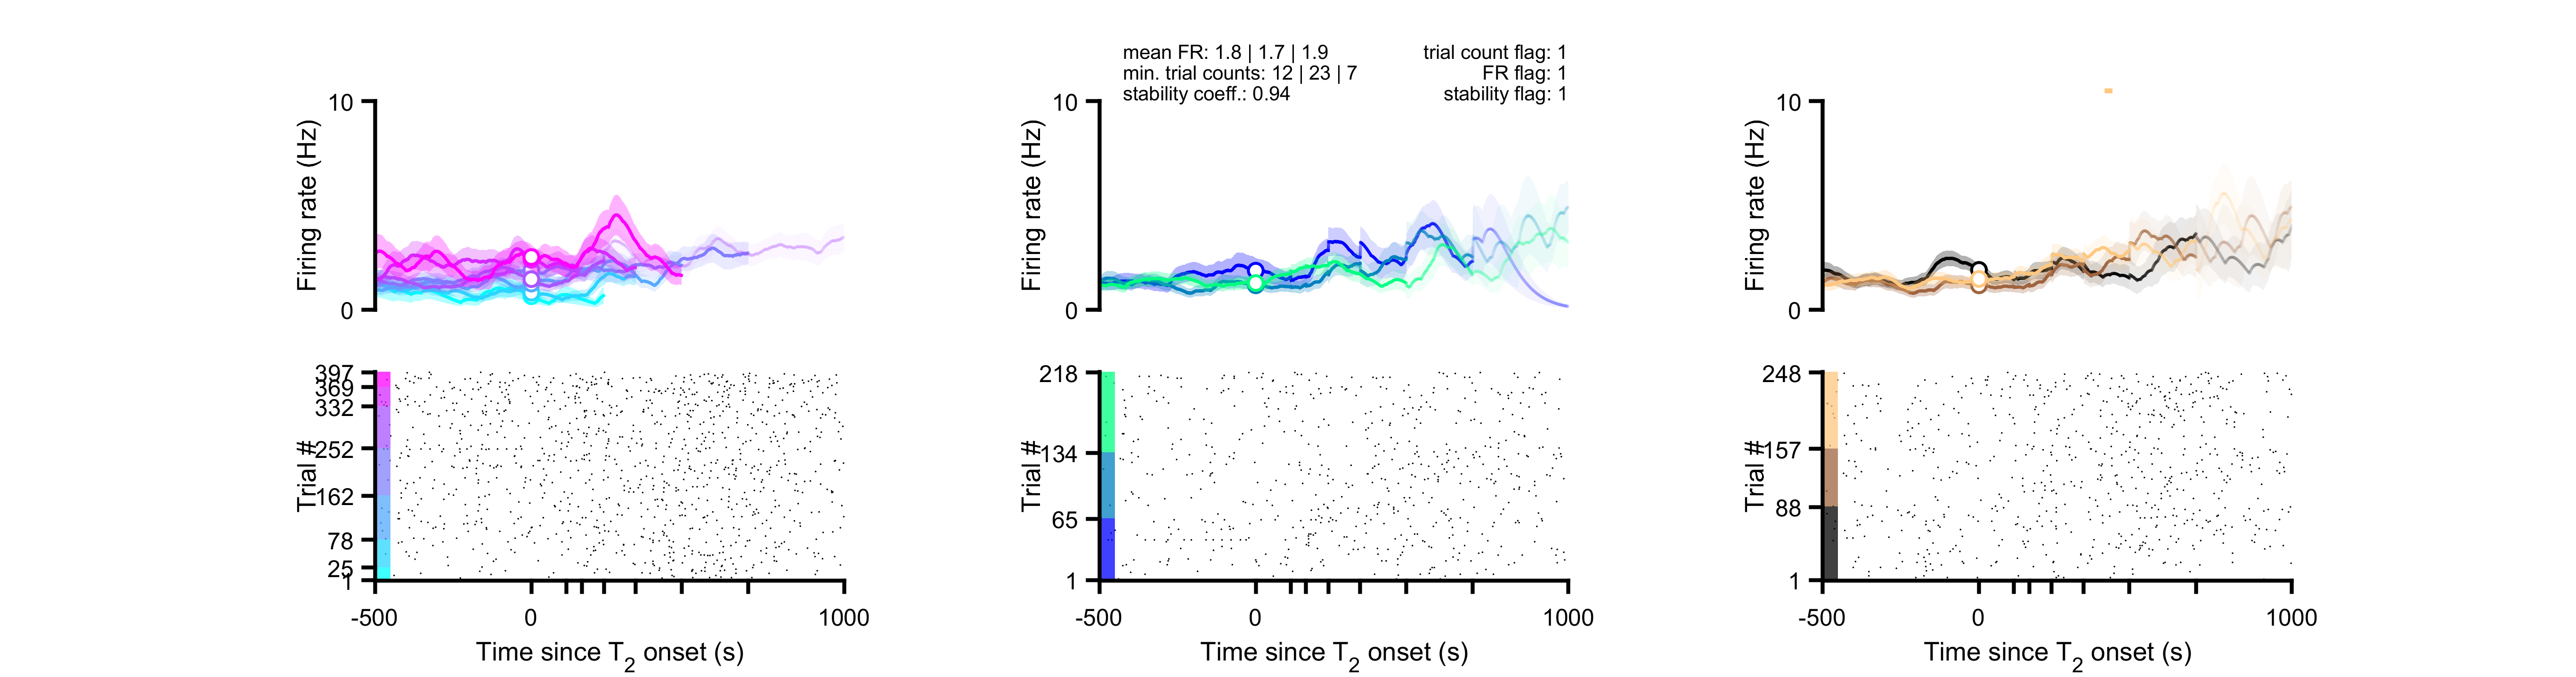 mean FR: 1.8 | 1.7 | 1.9
min. trial counts: 12 | 23 | 7
stability coeff.: 0.94
trial count flag: 1
FR flag: 1
stability flag: 1
10
Firing rate (Hz)
0
10
Firing rate (Hz)
0
10
Firing rate (Hz)
0
397
369
332
252
162
78
25
1
Trial #
-500
0
1000
Time since T2 onset (s)
218
134
65
1
Trial #
-500
0
1000
Time since T2 onset (s)
248
157
88
1
Trial #
-500
0
1000
Time since T2 onset (s)